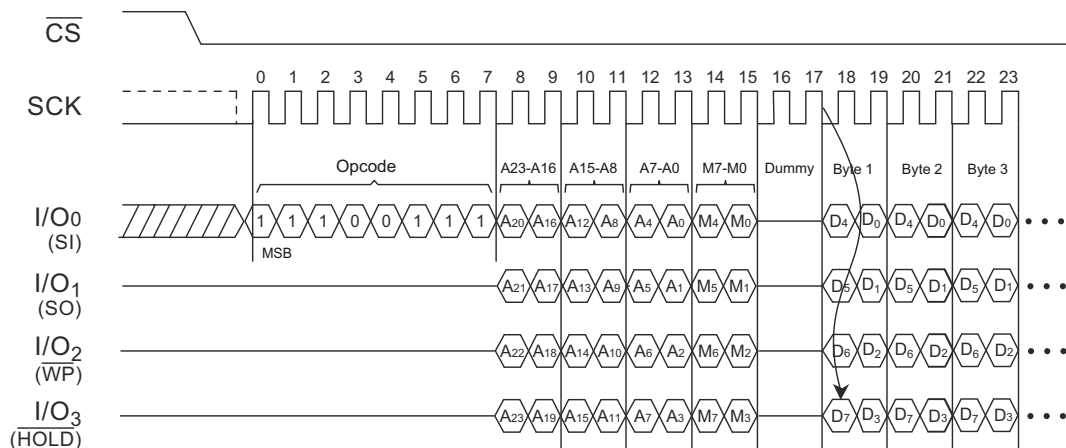 CS
0 1 2 3 4 5 6 7 8 9 10 11 12 13 14 15 16 17 18 19 20 21 22 23
SCK
Opcode A23-A16 A15-A8 A7-A0 M7-M0 Dummy Byte 1 Byte 2 Byte 3
I/O0 1 1 1 0 0 1 1 1 A20 A16 A12 A8 A4 A0 M4 M0 D4 D0 D4 D0 D4 D0 • • •
(SI)
MSB
I/O1 A21 A17 A13 A9 A5 A1 M5 M1 D5 D1 D5 D1 D5 D1 • • •
(SO)
I/O2 A22 A18 A14 A10 A6 A2 M6 M2 D6 D2 D6 D2 D6 D2 • • •
(WP)
I/O3 A23 A19 A15 A11 A7 A3 M7 M3 D7 D3 D7 D3 D7 D3 • • •
(HOLD)